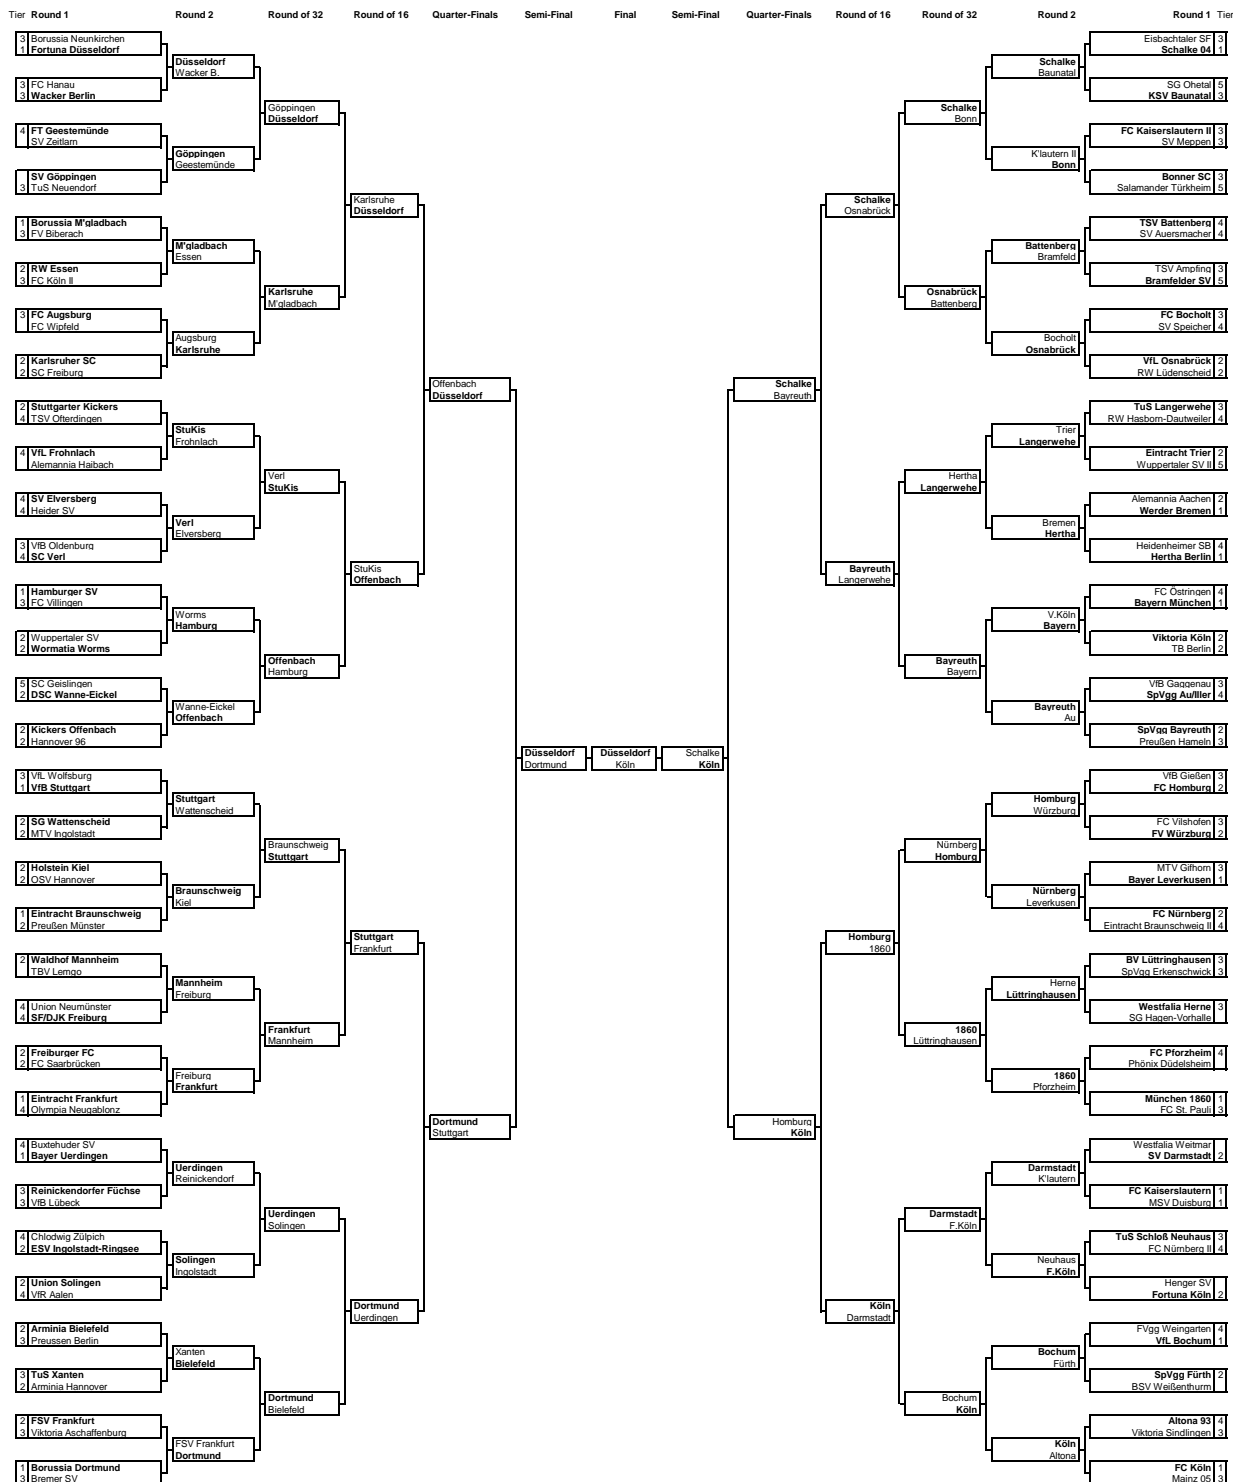 Tier Round 1 Round 2 Round of 32 Round of 16 Quarter-Finals Semi-Final Final Semi-Final Quarter-Finals Round of 16 Round of 32 Round 2 Round 1 Tier
3 Borussia Neunkirchen
1 Fortuna Düsseldorf
3 FC Hanau
3 Wacker Berlin
4 FT Geestemünde
SV Zeitlarn
SV Göppingen
3 TuS Neuendorf
1 Borussia M'gladbach
3 FV Biberach
2 RW Essen
3 FC Köln II
3 FC Augsburg
FC Wipfeld
2 Karlsruher SC
2 SC Freiburg
2 Stuttgarter Kickers
4 TSV Ofterdingen
4 VfL Frohnlach
Alemannia Haibach
4 SV Elversberg
4 Heider SV
3 VfB Oldenburg
4 SC Verl
1 Hamburger SV
3 FC Villingen
2 Wuppertaler SV
2 Wormatia Worms
5 SC Geislingen
2 DSC Wanne-Eickel
2 Kickers Offenbach
2 Hannover 96
3 VfL Wolfsburg
1 VfB Stuttgart
2 SG Wattenscheid
2 MTV Ingolstadt
2 Holstein Kiel
2 OSV Hannover
1 Eintracht Braunschweig
2 Preußen Münster
2 Waldhof Mannheim
TBV Lemgo
4 Union Neumünster
4 SF/DJK Freiburg
2 Freiburger FC
2 FC Saarbrücken
1 Eintracht Frankfurt
4 Olympia Neugablonz
4 Buxtehuder SV
1 Bayer Uerdingen
3 Reinickendorfer Füchse
3 VfB Lübeck
4 Chlodwig Zülpich
2 ESV Ingolstadt-Ringsee
2 Union Solingen
4 VfR Aalen
2 Arminia Bielefeld
3 Preussen Berlin
3 TuS Xanten
2 Arminia Hannover
2 FSV Frankfurt
3 Viktoria Aschaffenburg
1 Borussia Dortmund
3 Bremer SV
Düsseldorf
Wacker B.
Göppingen
Geestemünde
M'gladbach
Essen
Augsburg
Karlsruhe
StuKis
Frohnlach
Verl
Elversberg
Worms
Hamburg
Wanne-Eickel
Offenbach
Stuttgart
Wattenscheid
Braunschweig
Kiel
Mannheim
Freiburg
Freiburg
Frankfurt
Uerdingen
Reinickendorf
Solingen
Ingolstadt
Xanten
Bielefeld
FSV Frankfurt
Dortmund
Göppingen
Düsseldorf
Karlsruhe
M'gladbach
Verl
StuKis
Offenbach
Hamburg
Braunschweig
Stuttgart
Frankfurt
Mannheim
Uerdingen
Solingen
Dortmund
Bielefeld
Karlsruhe
Düsseldorf
StuKis
Offenbach
Stuttgart
Frankfurt
Dortmund
Uerdingen
Offenbach
Düsseldorf
Dortmund
Stuttgart
Düsseldorf
Dortmund
Düsseldorf
Köln
Schalke
Köln
Schalke
Bayreuth
Homburg
Köln
Schalke
Osnabrück
Bayreuth
Langerwehe
Homburg
1860
Köln
Darmstadt
Schalke
Bonn
Osnabrück
Battenberg
Hertha
Langerwehe
Bayreuth
Bayern
Nürnberg
Homburg
1860
Lüttringhausen
Darmstadt
F.Köln
Bochum
Köln
Schalke
Baunatal
K'lautern II
Bonn
Battenberg
Bramfeld
Bocholt
Osnabrück
Trier
Langerwehe
Bremen
Hertha
V.Köln
Bayern
Bayreuth
Au
Homburg
Würzburg
Nürnberg
Leverkusen
Herne
Lüttringhausen
1860
Pforzheim
Darmstadt
K'lautern
Neuhaus
F.Köln
Bochum
Fürth
Köln
Altona
Eisbachtaler SF 3
Schalke 04 1
SG Ohetal 5
KSV Baunatal 3
FC Kaiserslautern II 3
SV Meppen 3
Bonner SC 3
Salamander Türkheim 5
TSV Battenberg 4
SV Auersmacher 4
TSV Ampfing 3
Bramfelder SV 5
FC Bocholt 3
SV Speicher 4
VfL Osnabrück 2
RW Lüdenscheid 2
TuS Langerwehe 3
RW Hasborn-Dautweiler 4
Eintracht Trier 2
Wuppertaler SV II 5
Alemannia Aachen 2
Werder Bremen 1
Heidenheimer SB 4
Hertha Berlin 1
FC Östringen 4
Bayern München 1
Viktoria Köln 2
TB Berlin 2
VfB Gaggenau 3
SpVgg Au/Iller 4
SpVgg Bayreuth 2
Preußen Hameln 3
VfB Gießen 3
FC Homburg 2
FC Vilshofen 3
FV Würzburg 2
MTV Gifhorn 3
Bayer Leverkusen 1
FC Nürnberg 2
Eintracht Braunschweig II 4
BV Lüttringhausen 3
SpVgg Erkenschwick 3
Westfalia Herne 3
SG Hagen-Vorhalle
FC Pforzheim 4
Phönix Düdelsheim
München 1860 1
FC St. Pauli 3
Westfalia Weitmar
SV Darmstadt 2
FC Kaiserslautern 1
MSV Duisburg 1
TuS Schloß Neuhaus 3
FC Nürnberg II 4
Henger SV
Fortuna Köln 2
FVgg Weingarten 4
VfL Bochum 1
SpVgg Fürth 2
BSV Weißenthurm
Altona 93 4
Viktoria Sindlingen 3
FC Köln 1
Mainz 05 3